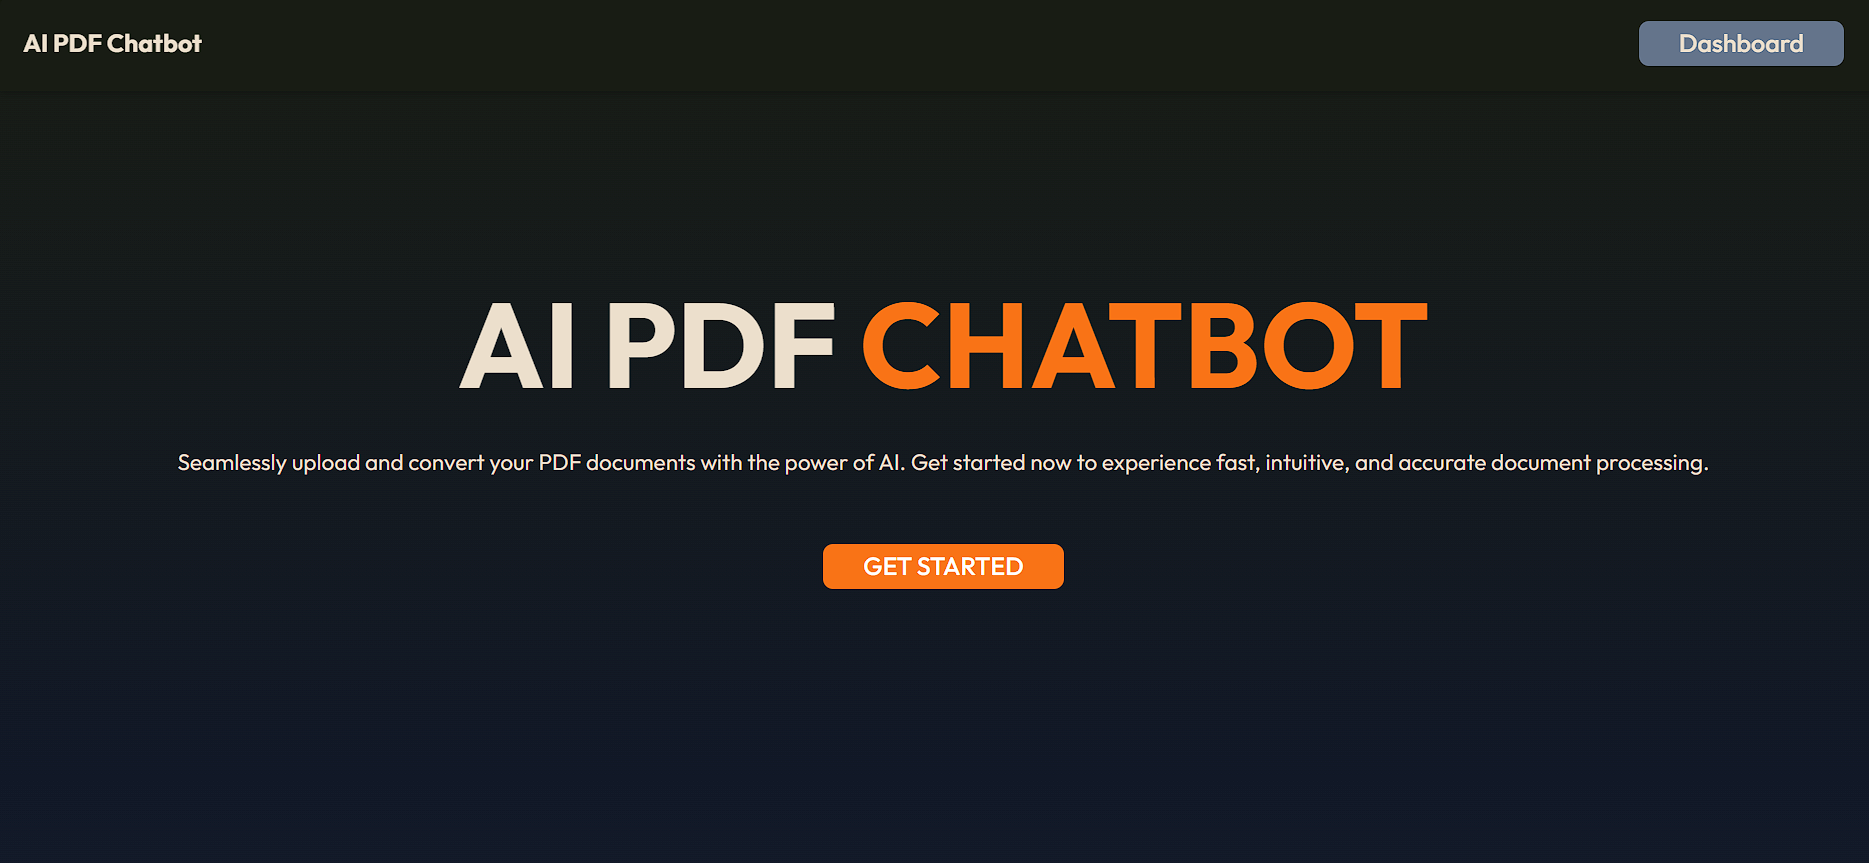 AI PDF Chatbot
Dashboard
AI PDF CHATBOT
Seamlessly upload and convert your PDF documents with the power of AI. Get started now to experience fast, intuitive, and accurate document processing.
GET STARTED